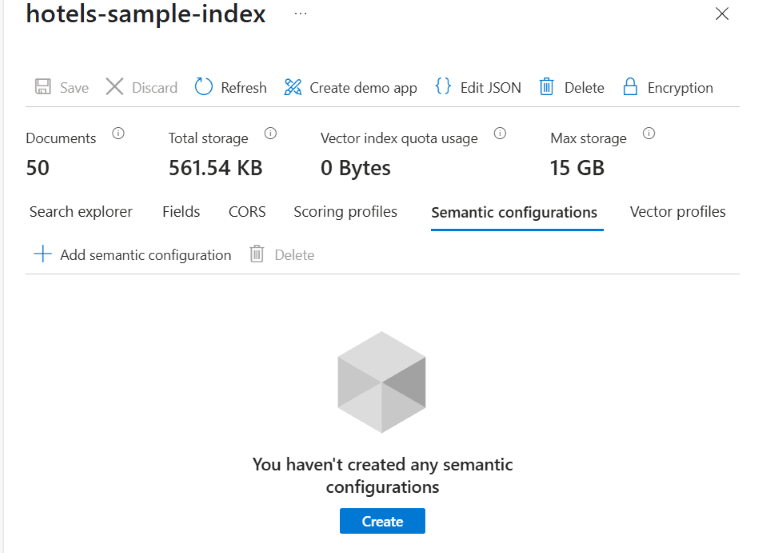 hotels-sample-index ...
Save Discard Refresh Create demo app {} Edit JSON Delete Encryption
Documents Total storage Vector index quota usage Max storage
50 561.54 KB 0 Bytes 15 GB
Search explorer Fields CORS Scoring profiles Semantic configurations Vector profiles
+ Add semantic configuration Delete
You haven't created any semantic
configurations
Create